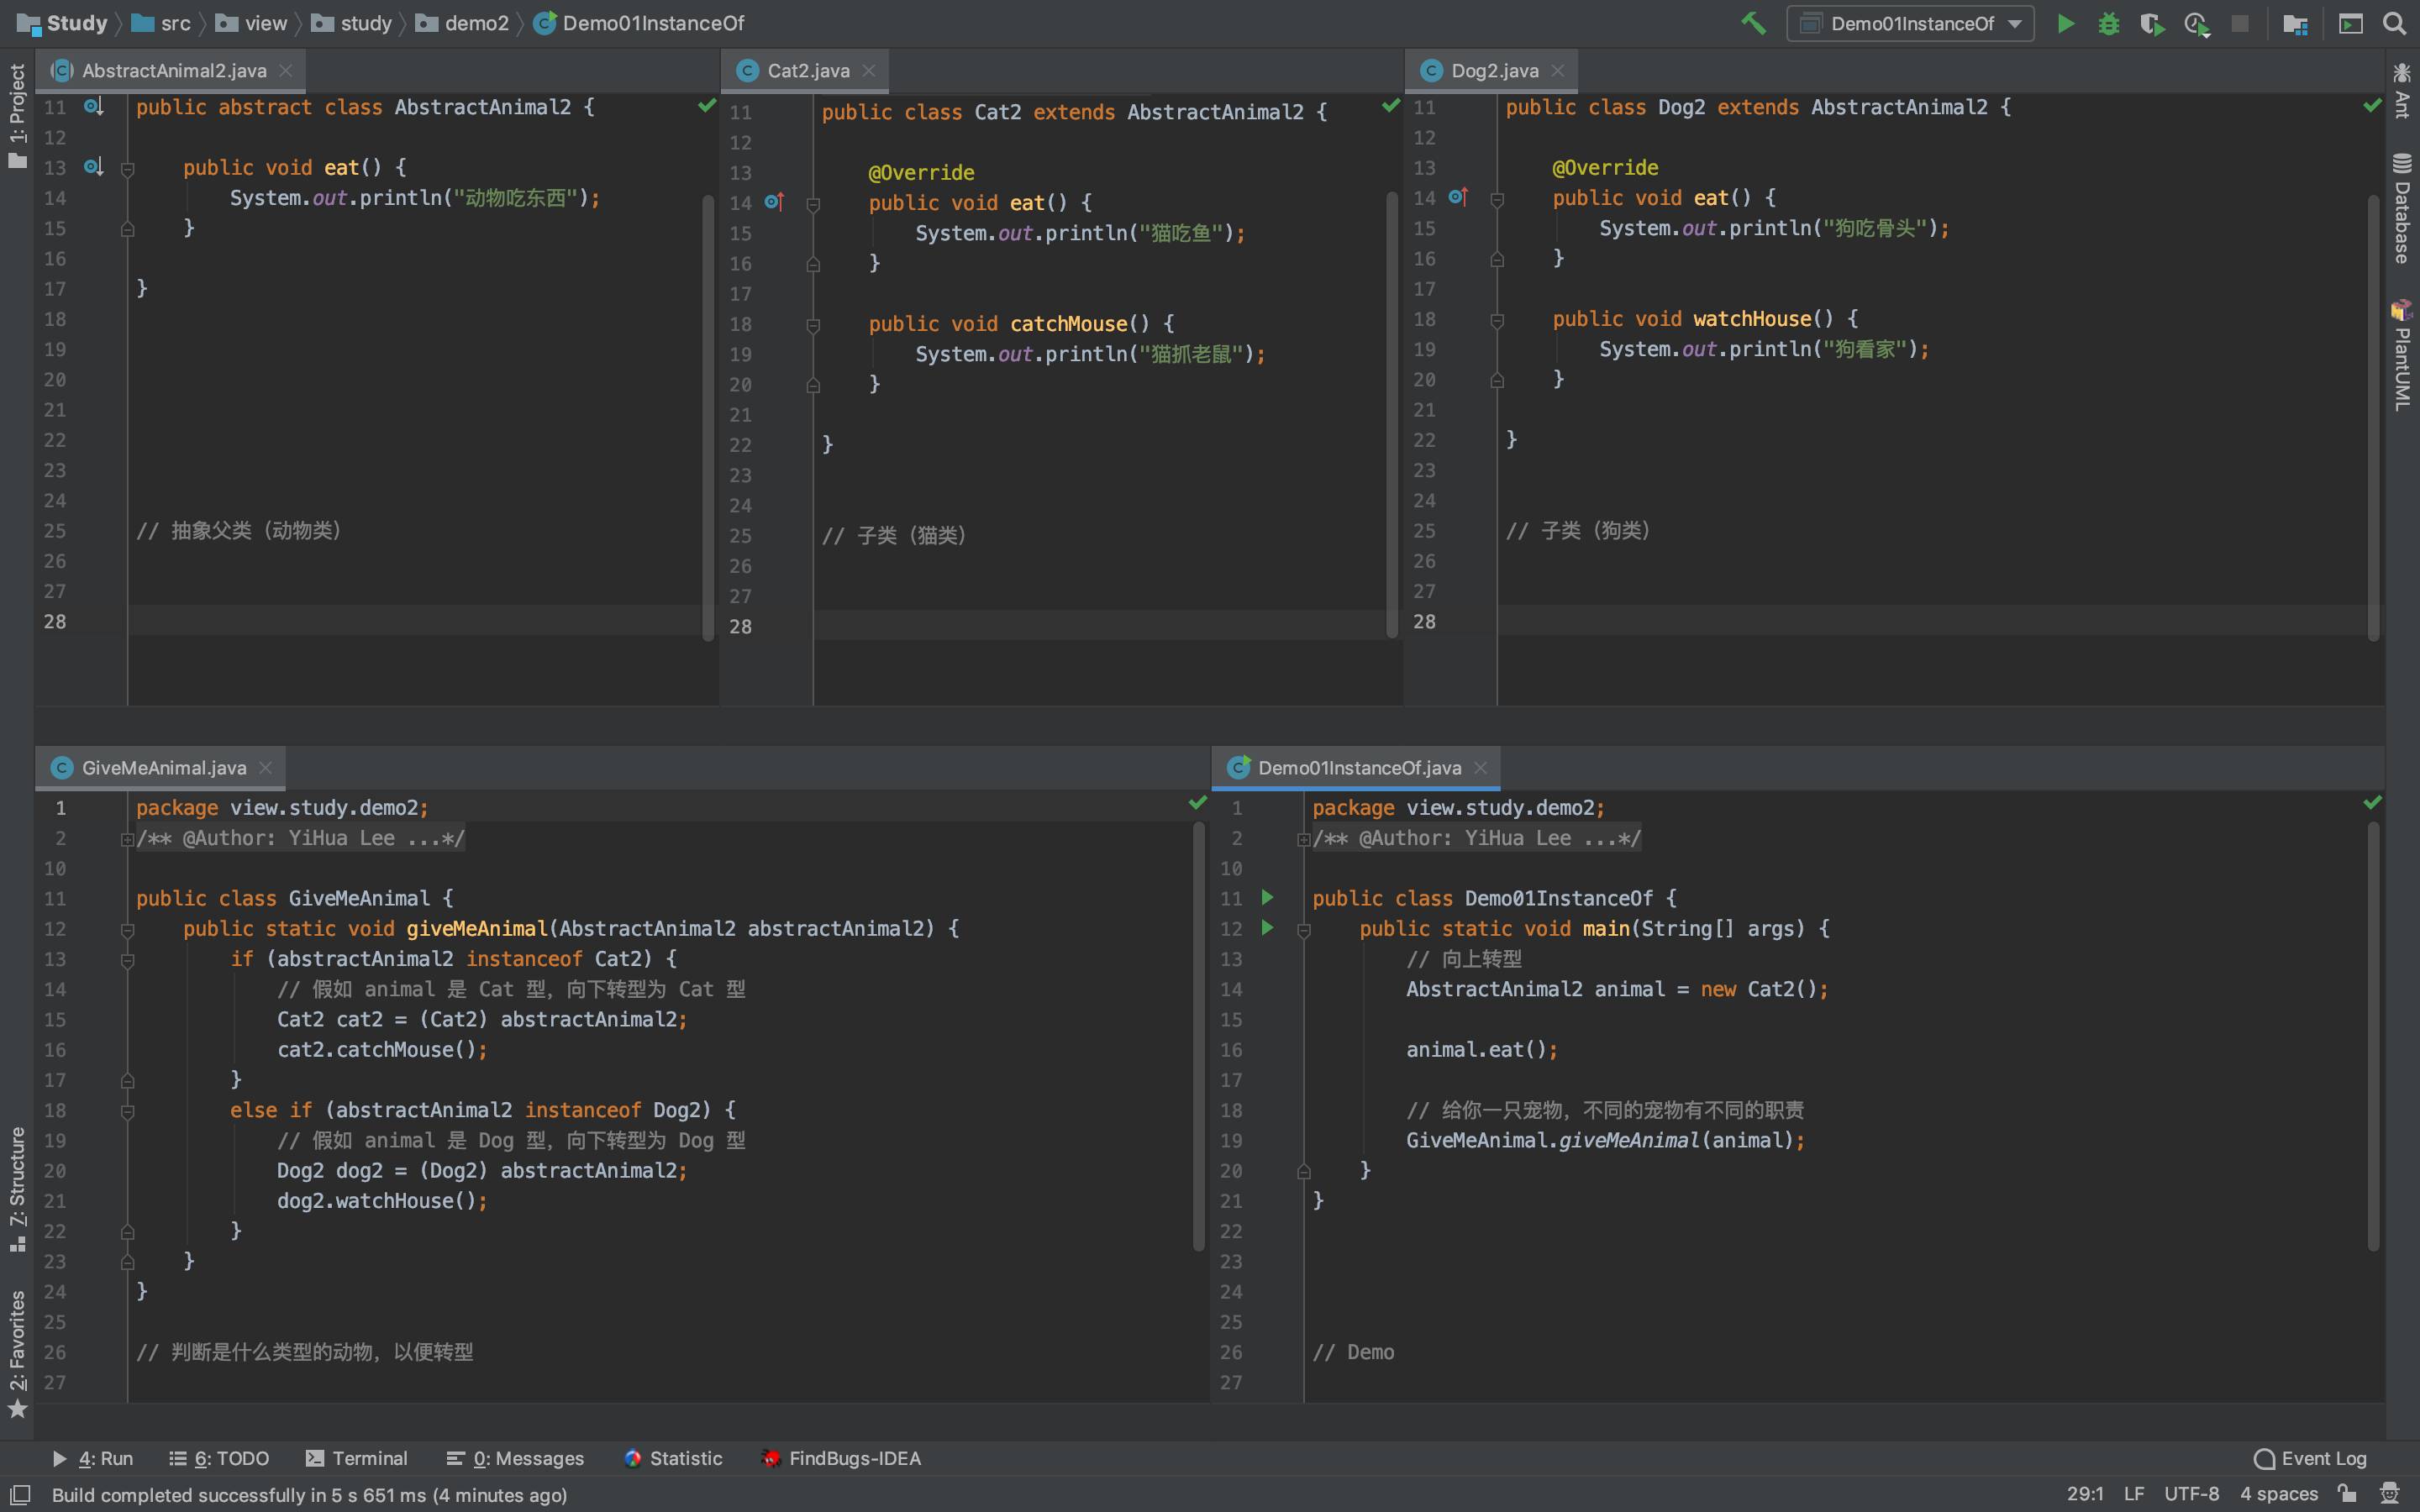 Study src view study demo2 Demo01InstanceOf
Demo01InstanceOf
1: Project
7: Structure
2: Favorites
Ant
Database
PlantUML
AbstractAnimal2.java
11 public abstract class AbstractAnimal2 {
12
13 public void eat() {
14 System.out.println("动物吃东西");
15 }
16
17 }
18
19
20
21
22
23
24
25 // 抽象父类（动物类）
26
27
28
Cat2.java
11 public class Cat2 extends AbstractAnimal2 {
12
13 @Override
14 public void eat() {
15 System.out.println("猫吃鱼");
16 }
17
18 public void catchMouse() {
19 System.out.println("猫抓老鼠");
20 }
21
22 }
23
24
25 // 子类（猫类）
26
27
28
Dog2.java
11 public class Dog2 extends AbstractAnimal2 {
12
13 @Override
14 public void eat() {
15 System.out.println("狗吃骨头");
16 }
17
18 public void watchHouse() {
19 System.out.println("狗看家");
20 }
21
22 }
23
24
25 // 子类（狗类）
26
27
28
GiveMeAnimal.java
1 package view.study.demo2;
2 /** @Author: YiHua Lee ...*/
10
11 public class GiveMeAnimal {
12 public static void giveMeAnimal(AbstractAnimal2 abstractAnimal2) {
13 if (abstractAnimal2 instanceof Cat2) {
14 // 假如 animal 是 Cat 型，向下转型为 Cat 型
15 Cat2 cat2 = (Cat2) abstractAnimal2;
16 cat2.catchMouse();
17 }
18 else if (abstractAnimal2 instanceof Dog2) {
19 // 假如 animal 是 Dog 型，向下转型为 Dog 型
20 Dog2 dog2 = (Dog2) abstractAnimal2;
21 dog2.watchHouse();
22 }
23 }
24 }
25
26 // 判断是什么类型的动物，以便转型
27
Demo01InstanceOf.java
1 package view.study.demo2;
2 /** @Author: YiHua Lee ...*/
10
11 public class Demo01InstanceOf {
12 public static void main(String[] args) {
13 // 向上转型
14 AbstractAnimal2 animal = new Cat2();
15
16 animal.eat();
17
18 // 给你一只宠物，不同的宠物有不同的职责
19 GiveMeAnimal.giveMeAnimal(animal);
20 }
21 }
22
23
24
25
26 // Demo
27
4: Run 6: TODO Terminal 0: Messages Statistic FindBugs-IDEA Event Log
Build completed successfully in 5 s 651 ms (4 minutes ago) 29:1 LF UTF-8 4 spaces